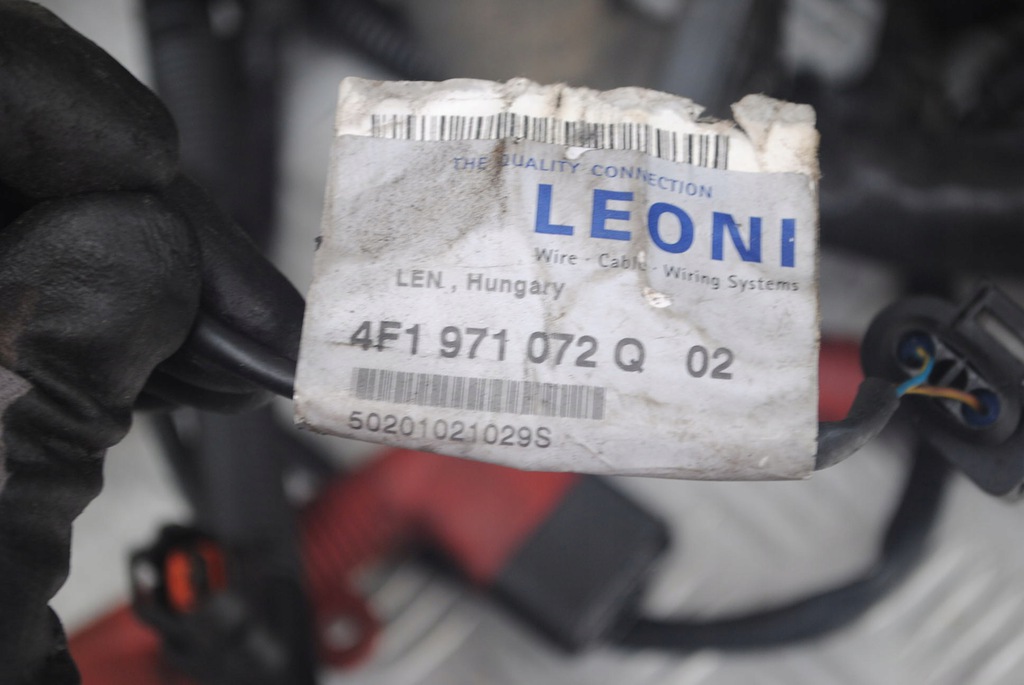 THE QUALITY CONNECTION
LEONI
Wire - Cable - Wiring Systems
LEN., Hungary
4F1 971 072 Q 02
50201021029S